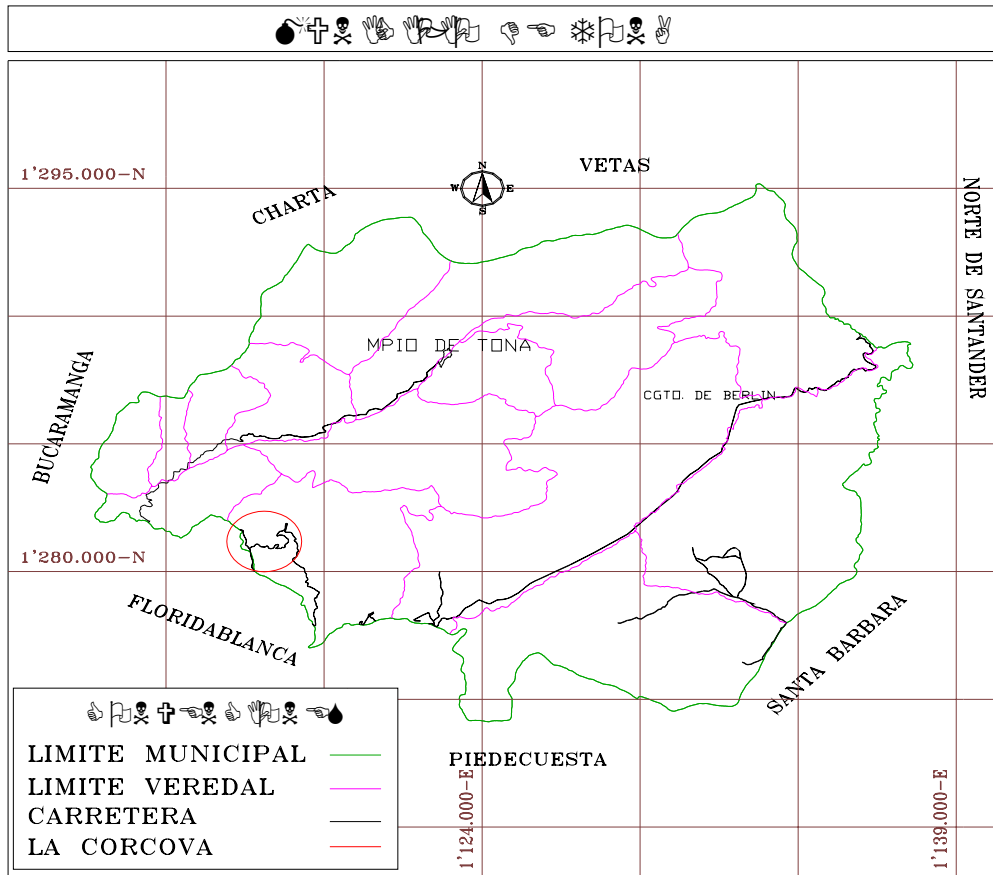 VETAS
1'295.000-N
N
W E
S
CHARTA
NORTE DE SANTANDER
MPIO DE TONA
BUCARAMANGA
CGTO. DE BERLIN
1'280.000-N
FLORIDABLANCA
SANTA BARBARA
PIEDECUESTA
LIMITE MUNICIPAL
LIMITE VEREDAL
CARRETERA
LA CORCOVA
1'124.000-E
1'139.000-E